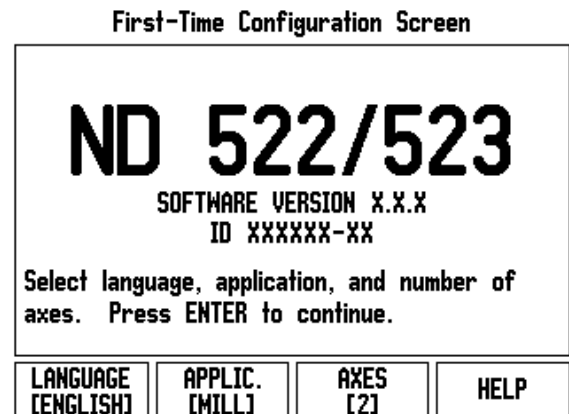 First-Time Configuration Screen
ND 522/523
SOFTWARE VERSION X.X.X
ID XXXXXX-XX
Select language, application, and number of
axes. Press ENTER to continue.
LANGUAGE
[ENGLISH]
APPLIC.
[MILL]
AXES
[2]
HELP